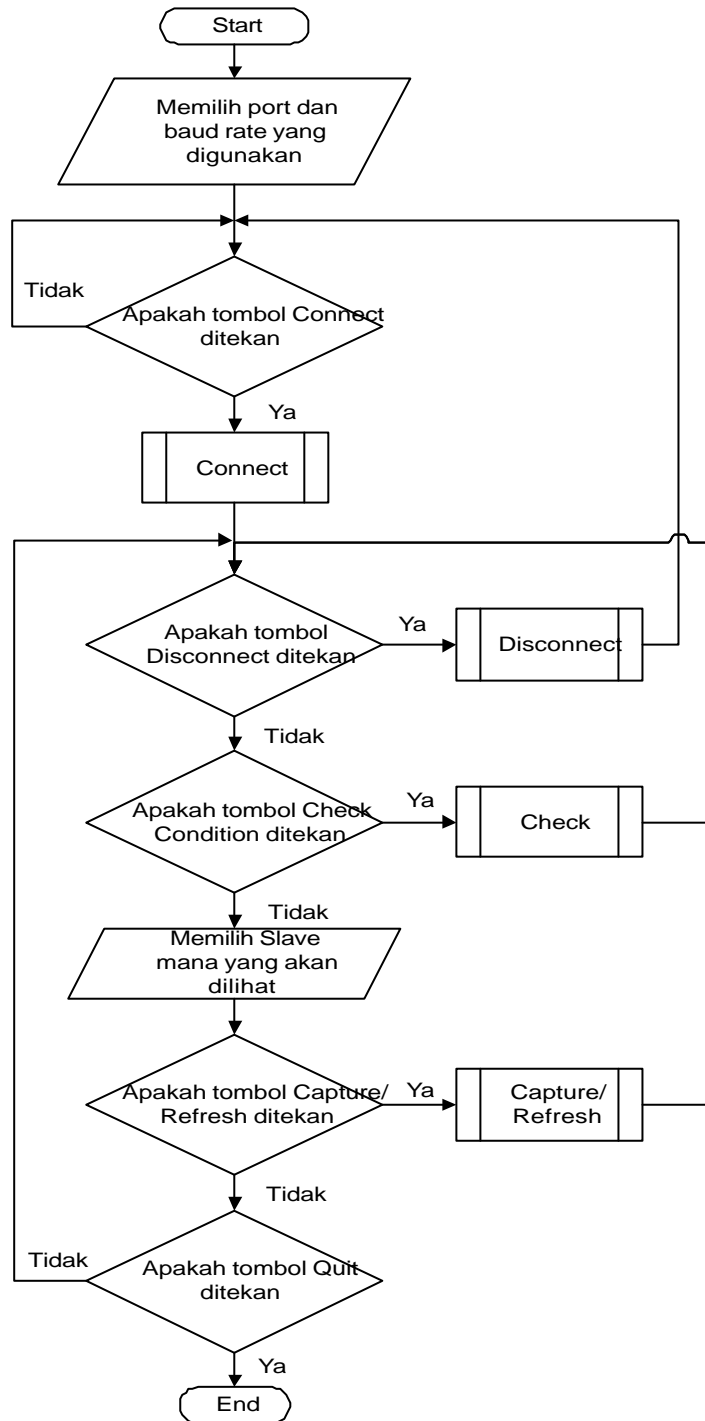 Start
Memilih port dan
baud rate yang
digunakan
Tidak
Apakah tombol Connect
ditekan
Ya
Connect
Apakah tombol
Disconnect ditekan
Ya
Disconnect
Tidak
Apakah tombol Check
Condition ditekan
Ya
Check
Tidak
Memilih Slave
mana yang akan
dilihat
Apakah tombol Capture/
Refresh ditekan
Ya
Capture/
Refresh
Tidak
Tidak
Apakah tombol Quit
ditekan
Ya
End